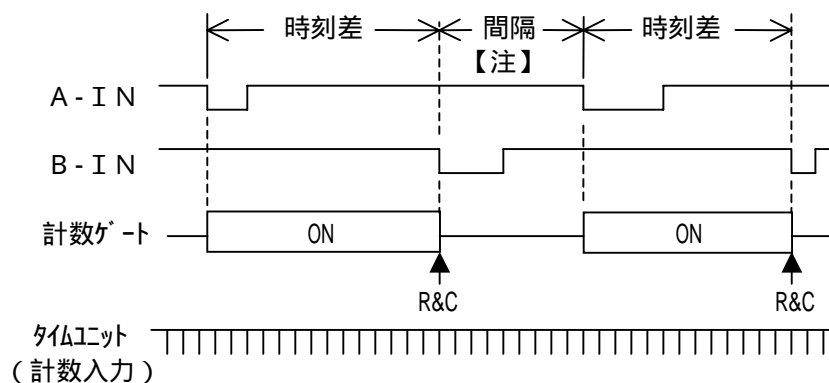 時刻差 間隔 時刻差
【注】
A-IN
B-IN
計数ゲート ON ON
R&C R&C
タイムユニット
(計数入力)